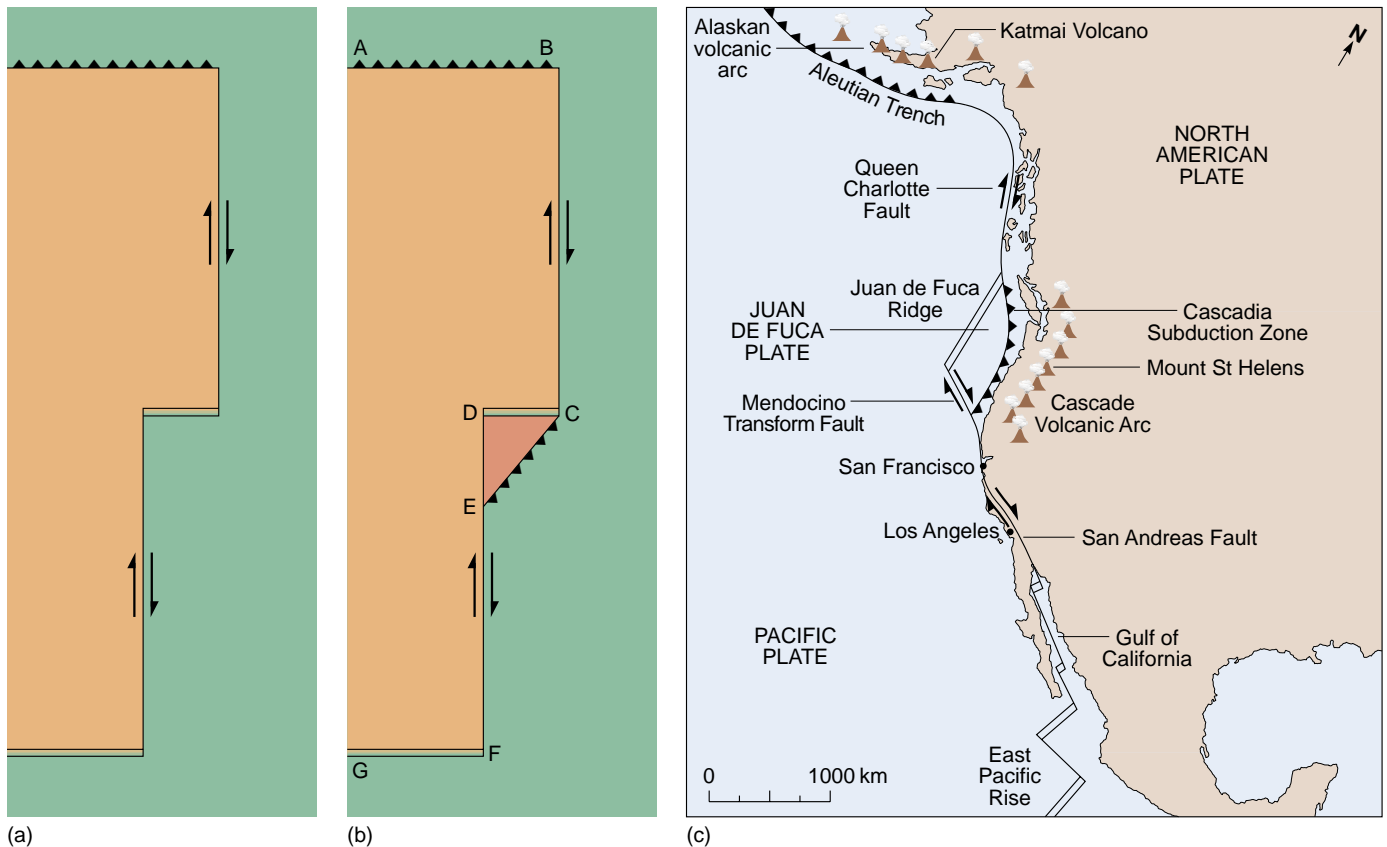 A
B
D
C
E
F
G
Alaskan
volcanic
arc
Katmai Volcano
N
Aleutian Trench
NORTH
AMERICAN
PLATE
Queen
Charlotte
Fault
Juan de Fuca
Ridge
JUAN
DE FUCA
PLATE
Cascadia
Subduction Zone
Mount St Helens
Mendocino
Transform Fault
Cascade
Volcanic Arc
San Francisco
Los Angeles
San Andreas Fault
PACIFIC
PLATE
Gulf of
California
East
Pacific
Rise
0 1000 km
(a)
(b)
(c)